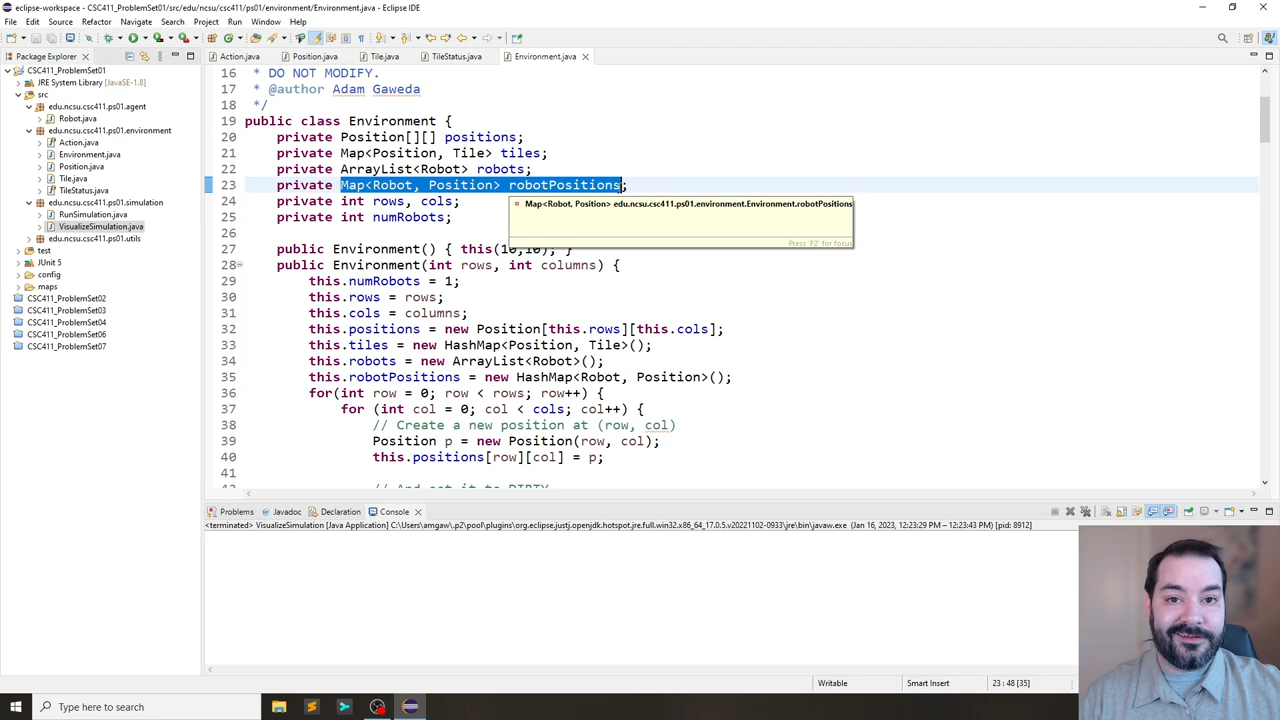 eclipse-workspace - CSC411_ProblemSet01/src/edu/ncsu/csc411/ps01/environment/Environment.java - Eclipse IDE
File Edit Source Refactor Navigate Search Project Run Window Help
Package Explorer
Action.java Position.java Tile.java TileStatus.java Environment.java
CSC411_ProblemSet01
JRE System Library [JavaSE-1.8]
src
edu.ncsu.csc411.ps01.agent
Robot.java
edu.ncsu.csc411.ps01.environment
Action.java
Environment.java
Position.java
Tile.java
TileStatus.java
edu.ncsu.csc411.ps01.simulation
RunSimulation.java
VisualizeSimulation.java
edu.ncsu.csc411.ps01.utils
test
JUnit 5
config
maps
CSC411_ProblemSet02
CSC411_ProblemSet03
CSC411_ProblemSet04
CSC411_ProblemSet06
CSC411_ProblemSet07
16 * DO NOT MODIFY.
17 * @author Adam Gaweda
18 */
19 public class Environment {
20 private Position[][] positions;
21 private Map<Position, Tile> tiles;
22 private ArrayList<Robot> robots;
23 private Map<Robot, Position> robotPositions;
24 private int rows, cols;
25 private int numRobots;
26
27 public Environment() { this(10,10); }
28 public Environment(int rows, int columns) {
29 this.numRobots = 1;
30 this.rows = rows;
31 this.cols = columns;
32 this.positions = new Position[this.rows][this.cols];
33 this.tiles = new HashMap<Position, Tile>();
34 this.robots = new ArrayList<Robot>();
35 this.robotPositions = new HashMap<Robot, Position>();
36 for(int row = 0; row < rows; row++) {
37 for (int col = 0; col < cols; col++) {
38 // Create a new position at (row, col)
39 Position p = new Position(row, col);
40 this.positions[row][col] = p;
41
42 // And set it to DIRTY
Map<Robot, Position> edu.ncsu.csc411.ps01.environment.Environment.robotPositions
Press 'F2' for focus
Problems Javadoc Declaration Console
<terminated> VisualizeSimulation [Java Application] C:\Users\amgaw\.p2\pool\plugins\org.eclipse.justj.openjdk.hotspot.jre.full.win32.x86_64_17.0.5.v20221102-0933\jre\bin\javaw.exe (Jan 16, 2023, 12:23:29 PM – 12:23:43 PM) [pid: 8912]
Writable Smart Insert 23 : 48 [35]
Type here to search